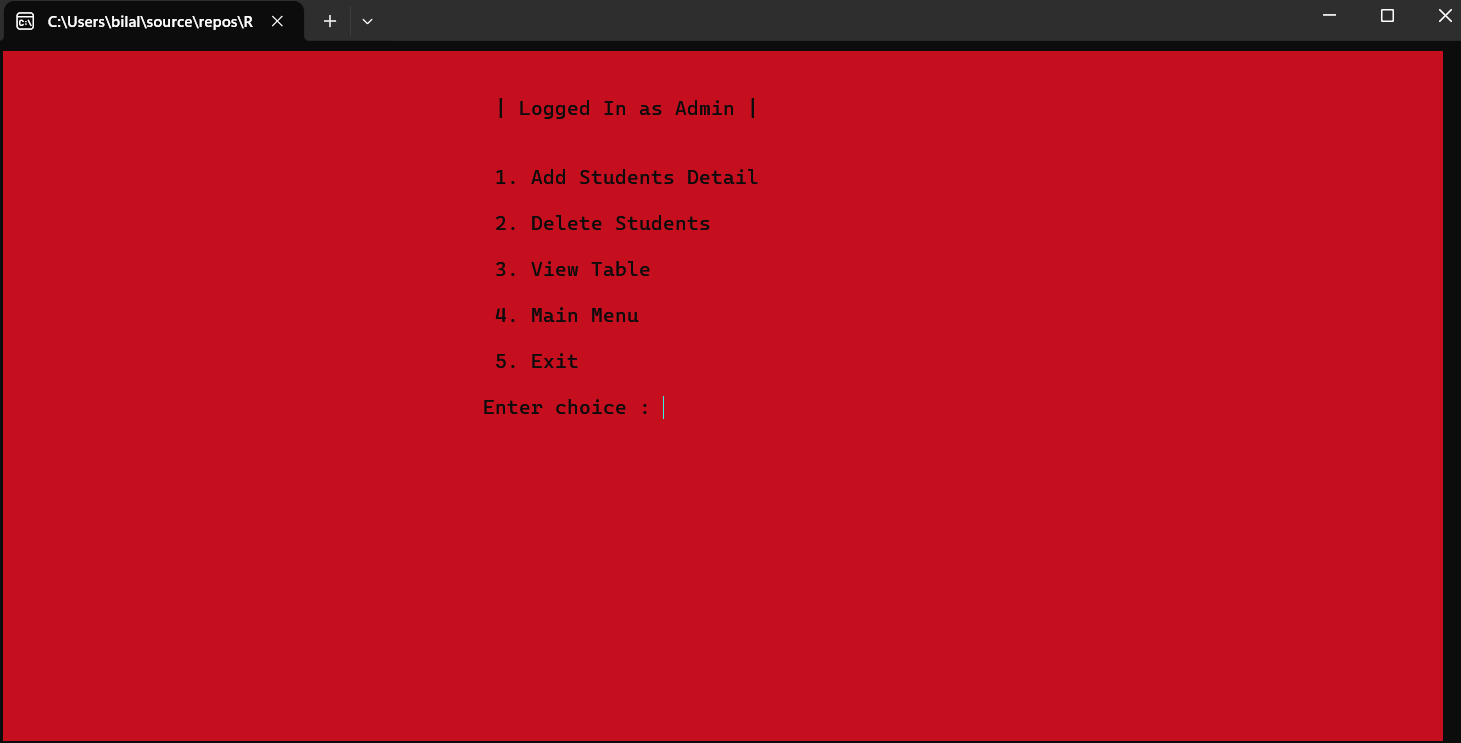 C:\Users\bilal\source\repos\R
| Logged In as Admin |
1. Add Students Detail
2. Delete Students
3. View Table
4. Main Menu
5. Exit
Enter choice :